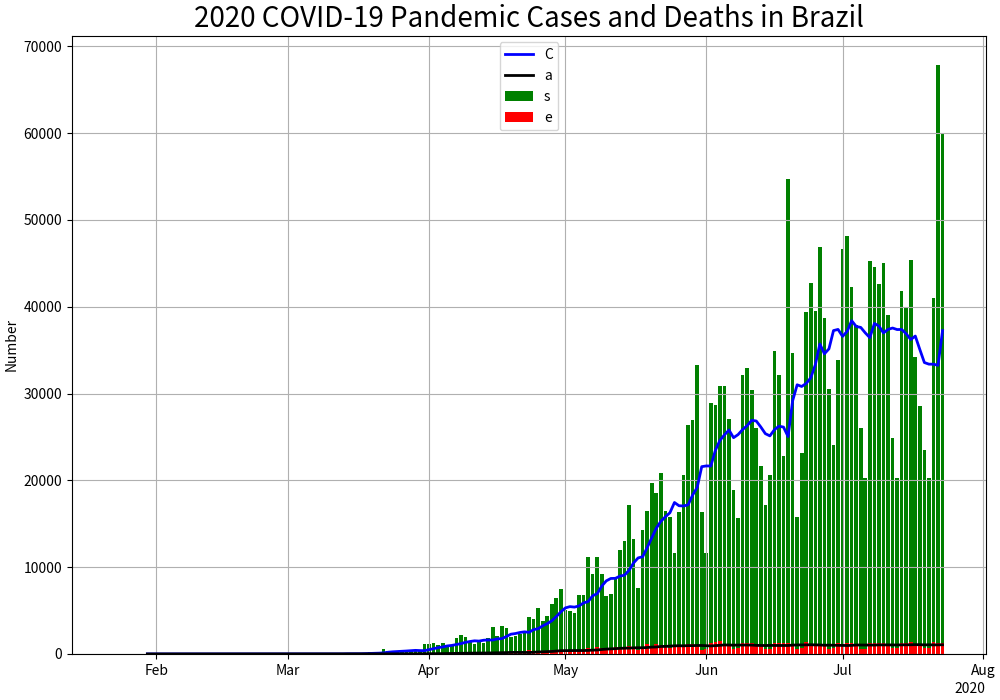 2020 COVID-19 Pandemic Cases and Deaths in Brazil
70000
60000
50000
40000
30000
20000
10000
0
Number
C
a
s
e
Feb
Mar
Apr
May
Jun
Jul
Aug
2020